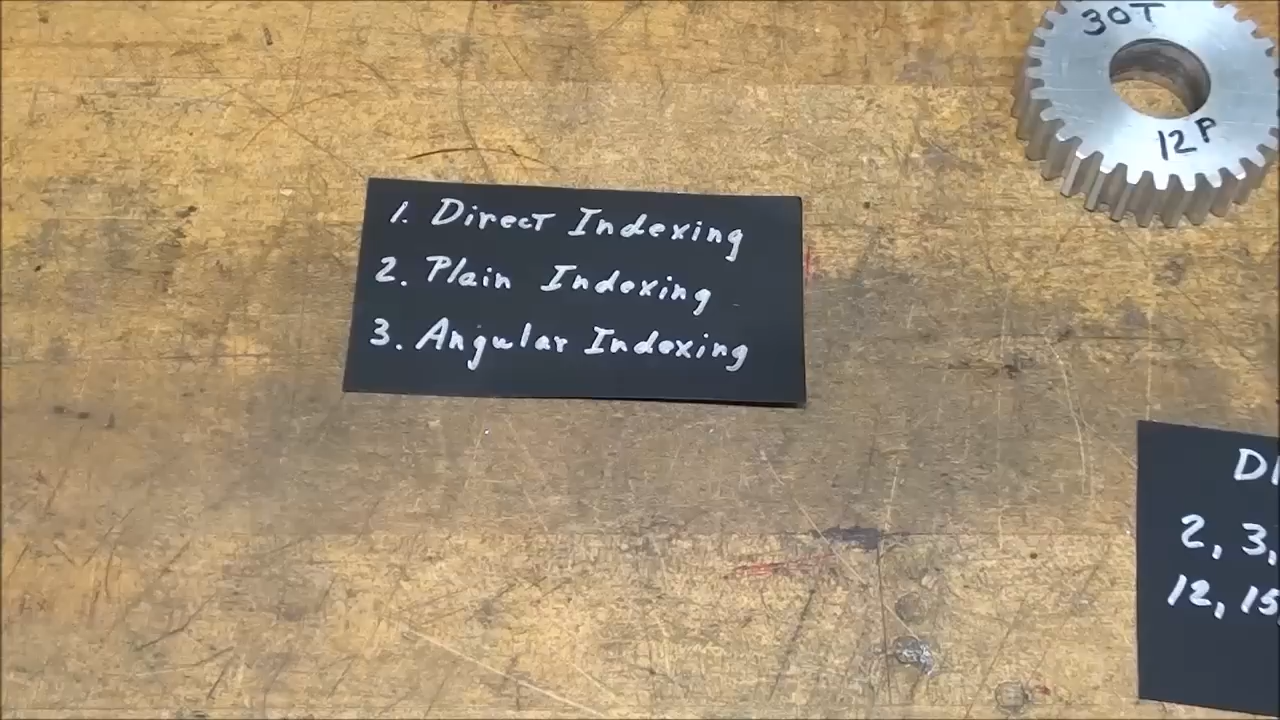 30T
12P
1. Direct Indexing
2. Plain Indexing
3. Angular Indexing
2, 3,
12, 15,